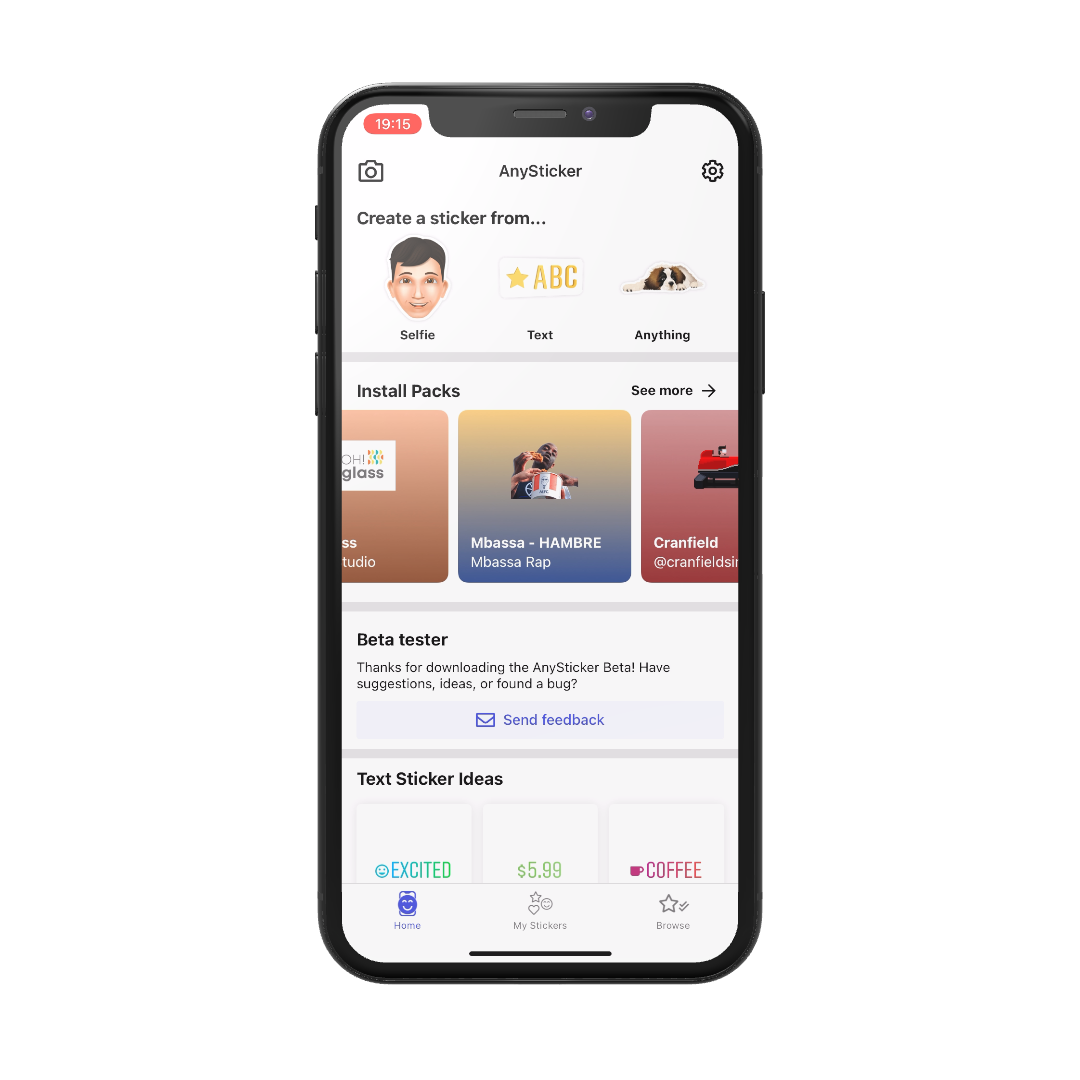 19:15
AnySticker
Create a sticker from...
ABC
Selfie
Text
Anything
Install Packs
See more
OH!
glass
ss
tudio
Mbassa - HAMBRE
Mbassa Rap
Cranfield
@cranfieldsin
Beta tester
Thanks for downloading the AnySticker Beta! Have
suggestions, ideas, or found a bug?
Send feedback
Text Sticker Ideas
EXCITED
$5.99
COFFEE
Home
My Stickers
Browse